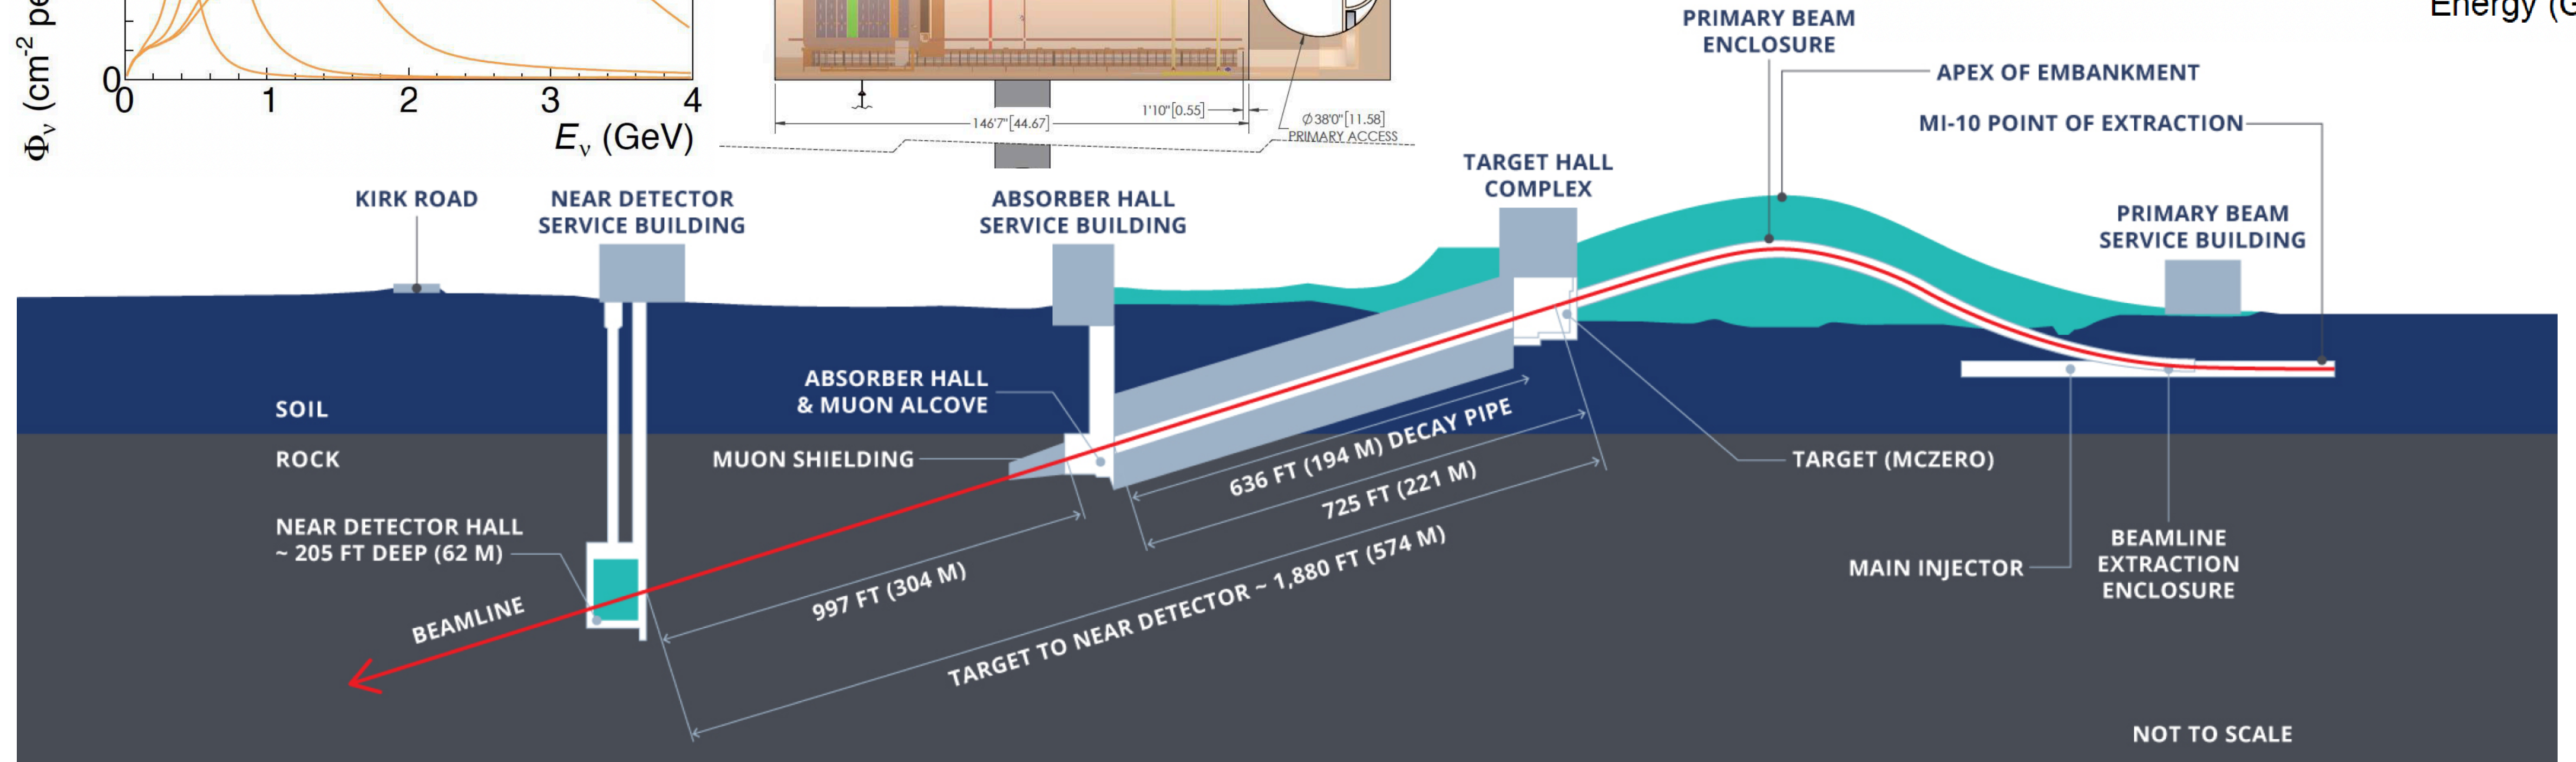 Φν (cm-2 pe
0
0 1 2 3 4
Eν (GeV)
146'7"[44.67]
1'10"[0.55]
Ø38'0"[11.58]
PRIMARY ACCESS
Energy (G
PRIMARY BEAM
ENCLOSURE
APEX OF EMBANKMENT
MI-10 POINT OF EXTRACTION
TARGET HALL
COMPLEX
KIRK ROAD
NEAR DETECTOR
SERVICE BUILDING
ABSORBER HALL
SERVICE BUILDING
PRIMARY BEAM
SERVICE BUILDING
ABSORBER HALL
& MUON ALCOVE
SOIL
ROCK
MUON SHIELDING
636 FT (194 M) DECAY PIPE
725 FT (221 M)
TARGET (MCZERO)
NEAR DETECTOR HALL
~ 205 FT DEEP (62 M)
997 FT (304 M)
TARGET TO NEAR DETECTOR ~ 1,880 FT (574 M)
BEAMLINE
MAIN INJECTOR
BEAMLINE
EXTRACTION
ENCLOSURE
NOT TO SCALE